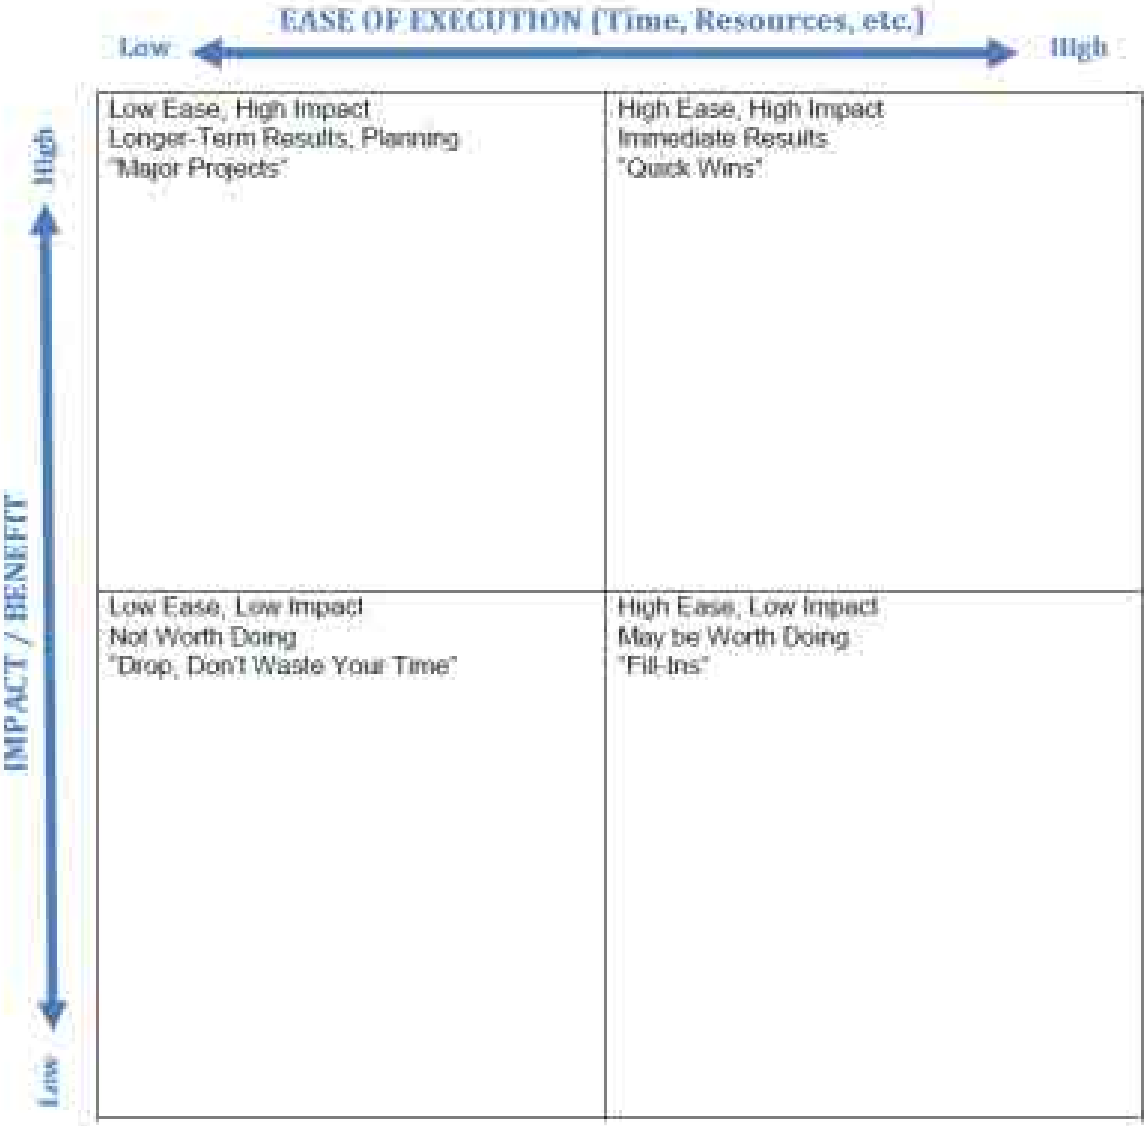 EASE OF EXECUTION (Time, Resources, etc.)
Low
High
High
IMPACT / BENEFIT
Low
Low Ease, High Impact
Longer-Term Results, Planning
"Major Projects"
High Ease, High Impact
Immediate Results
"Quick Wins"
Low Ease, Low Impact
Not Worth Doing
"Drop, Don't Waste Your Time"
High Ease, Low Impact
May be Worth Doing
"Fill-Ins"